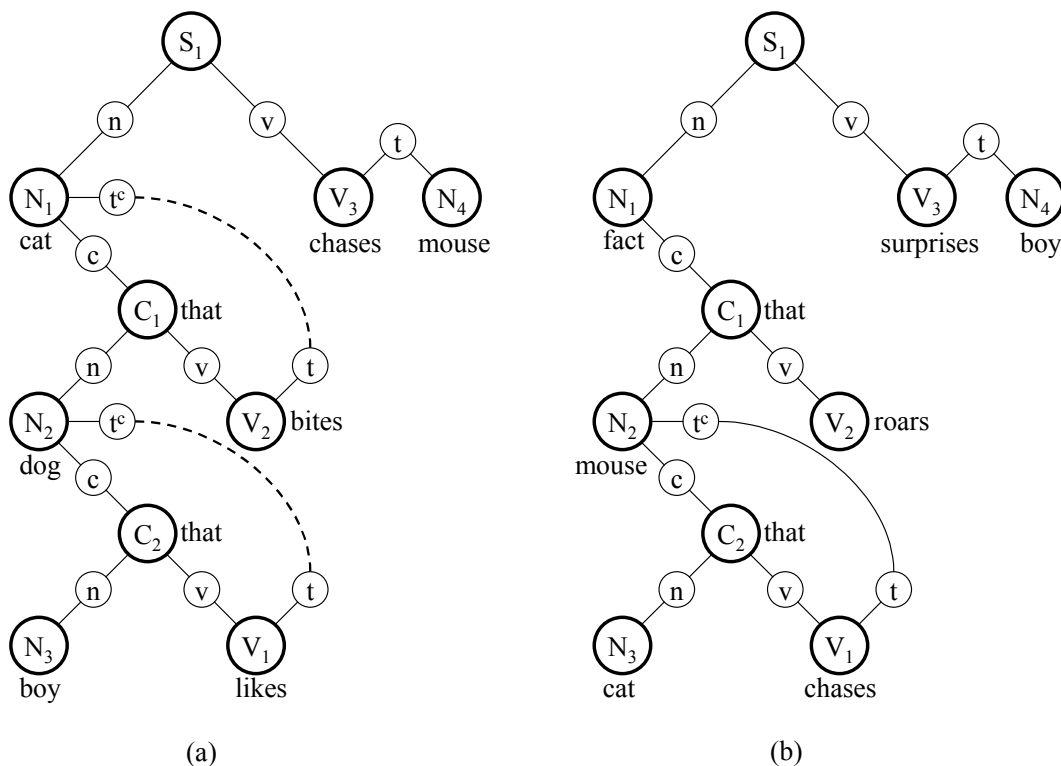 S1
n
v
t
N1
tc
V3
N4
cat
chases
mouse
c
C1
that
n
v
t
N2
tc
V2
bites
dog
c
C2
that
n
v
t
N3
V1
boy
likes
(a)
S1
n
v
t
N1
V3
N4
fact
surprises
boy
c
C1
that
n
v
N2
tc
V2
roars
mouse
c
C2
that
n
v
t
N3
V1
cat
chases
(b)